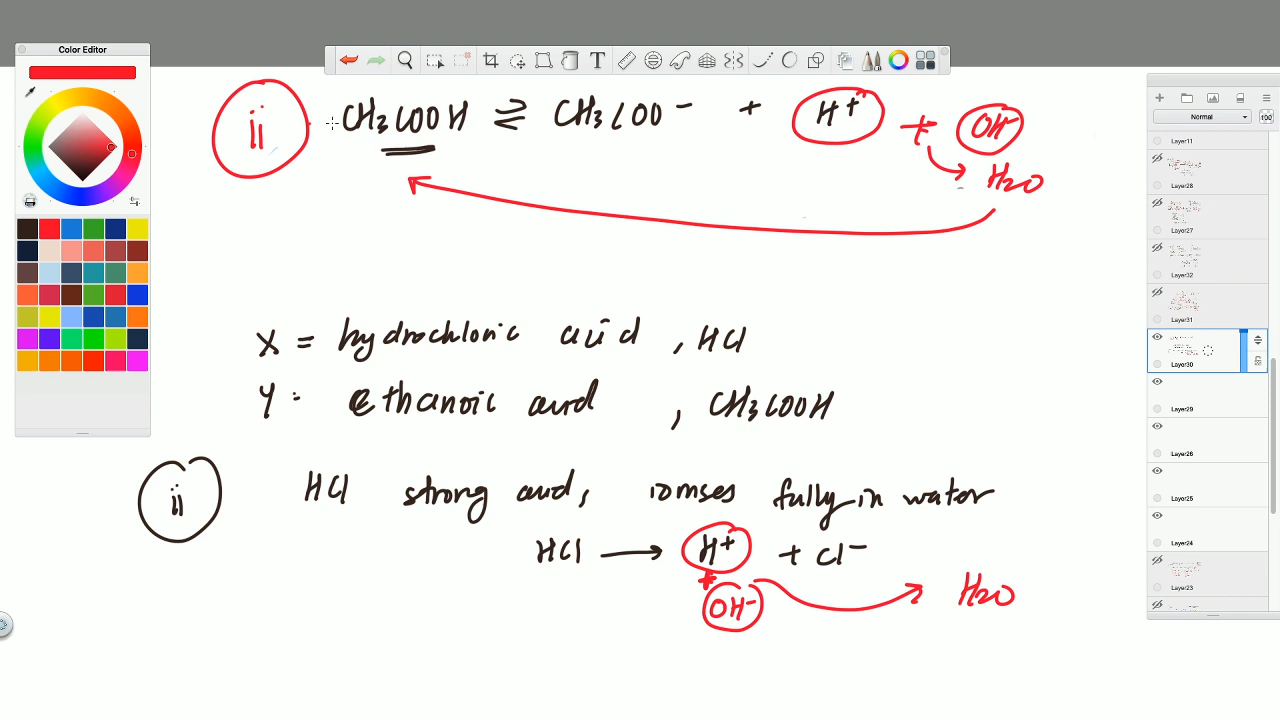 Color Editor
T
ii CH3COOH ⇌ CH3COO⁻ + H⁺ + OH⁻
H2O
X = hydrochloric acid, HCl
Y = ethanoic acid, CH3COOH
ii HCl strong acid, ionises fully in water
HCl → H⁺ + Cl⁻
+
OH⁻ → H2O
Normal
100
Layer11
Layer28
Layer27
Layer32
Layer31
Layer30
Layer29
Layer26
Layer25
Layer24
Layer23